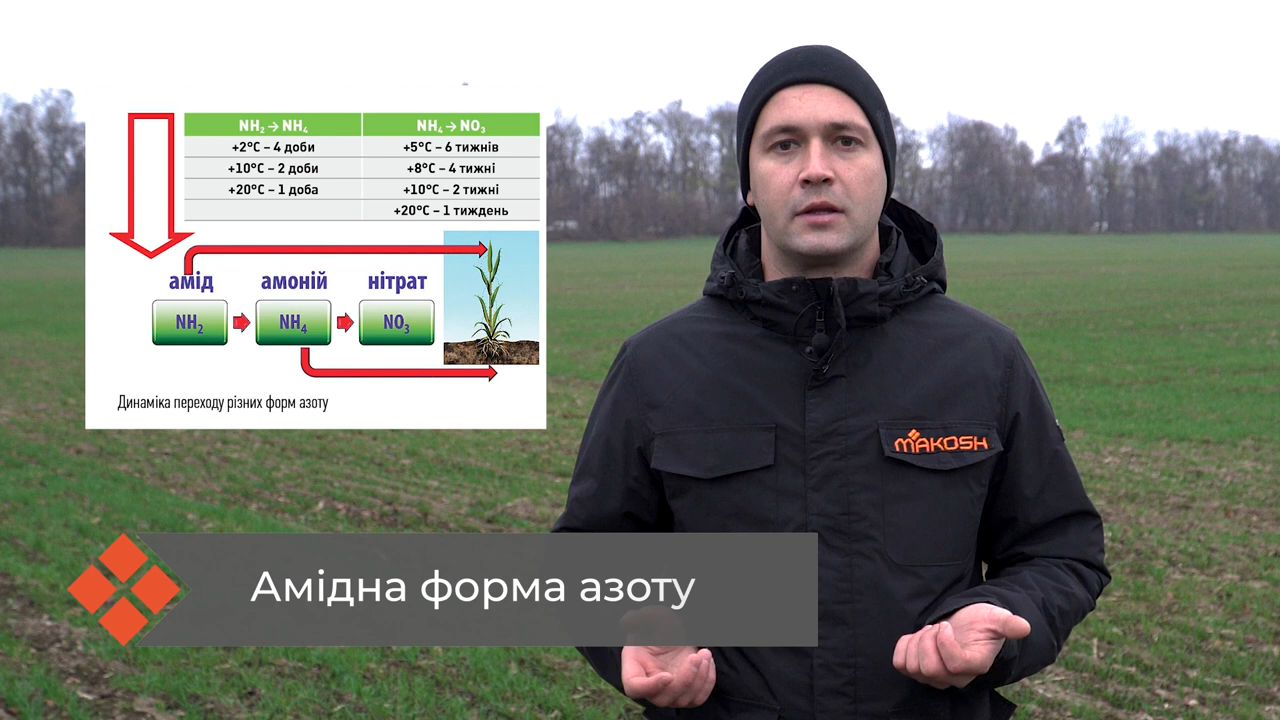 NH₂ → NH₄ NH₄ → NO₃
+2°C – 4 доби +5°C – 6 тижнів
+10°C – 2 доби +8°C – 4 тижні
+20°C – 1 доба +10°C – 2 тижні
+20°C – 1 тиждень
амід амоній нітрат
NH₂ NH₄ NO₃
Динаміка переходу різних форм азоту
MAKOSH
Амідна форма азоту